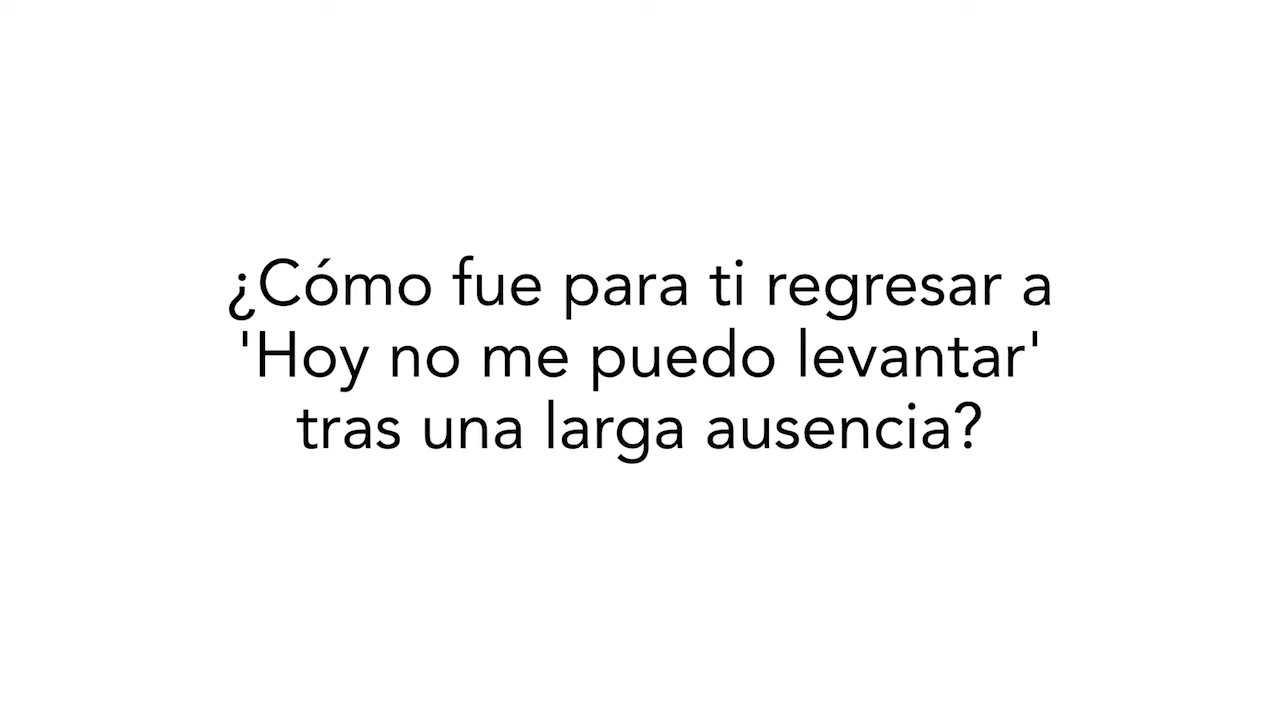 ¿Cómo fue para ti regresar a
'Hoy no me puedo levantar'
tras una larga ausencia?